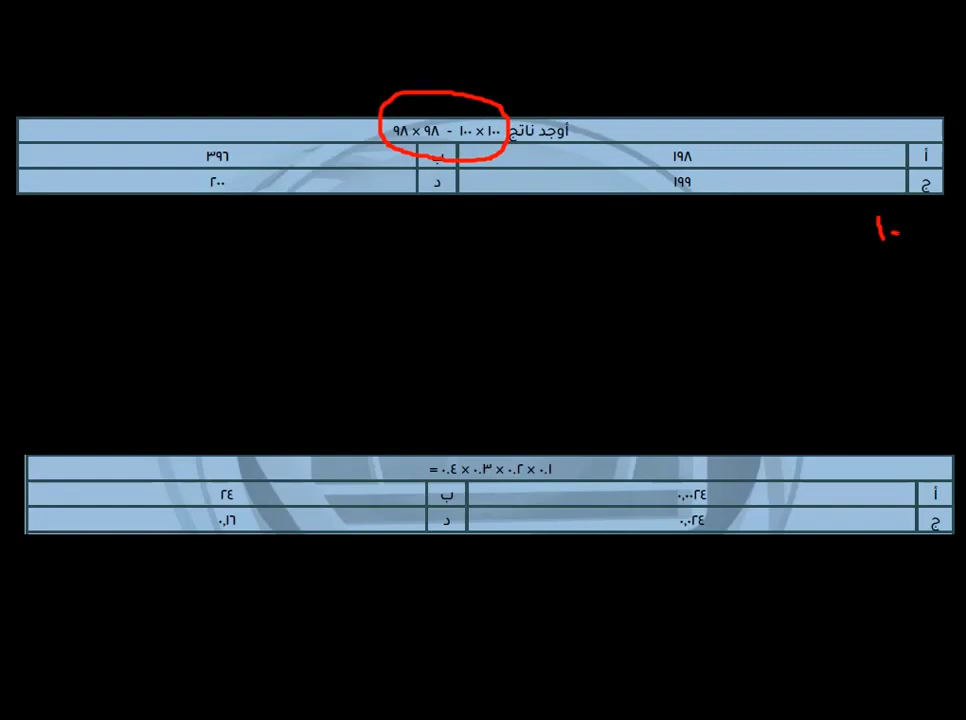 أوجد ناتج ١٠٠ × ١٠٠ - ٩٨ × ٩٨
أ ١٩٨ ب ٣٩٦
ج ١٩٩ د ٢٠٠
١٠
٠.١ × ٠.٢ × ٠.٣ × ٠.٤ =
أ ٠,٠٠٢٤ ب ٢٤
ج ٠,٠٢٤ د ٠,١٦